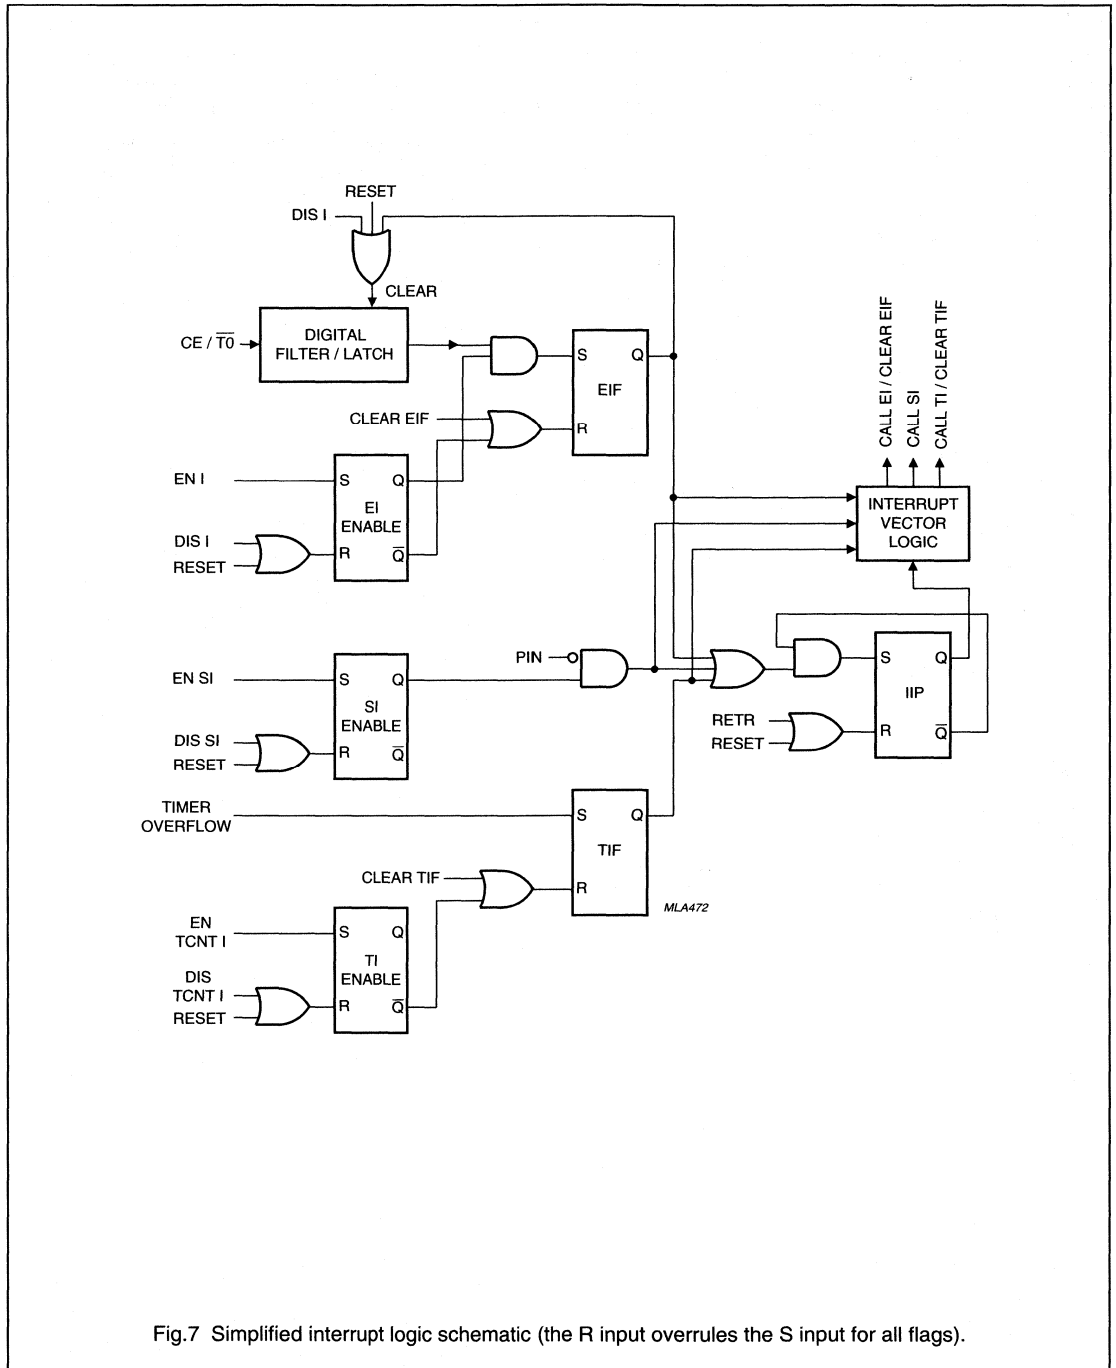 RESET
DIS I
CLEAR
CE / T0
DIGITAL
FILTER / LATCH
S Q
EIF
R
CLEAR EIF
EN I
S Q
EI
ENABLE
R Q
DIS I
RESET
CALL EI / CLEAR EIF
CALL SI
CALL TI / CLEAR TIF
INTERRUPT
VECTOR
LOGIC
PIN
EN SI
S Q
SI
ENABLE
R
Q
DIS SI
RESET
S Q
IIP
R Q
RETR
RESET
TIMER
OVERFLOW
S Q
TIF
R
CLEAR TIF
MLA472
EN
TCNT I
S Q
TI
ENABLE
R Q
DIS
TCNT I
RESET
Fig.7 Simplified interrupt logic schematic (the R input overrules the S input for all flags).